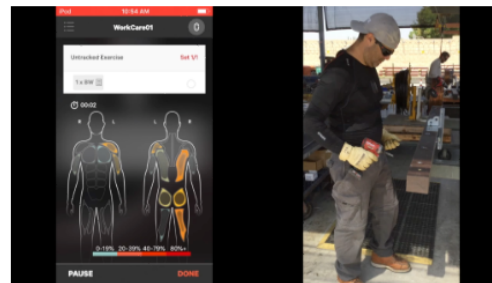 iPod 10:54 AM
WorkCare01 0
Untracked Exercise Set 1/1
1 x BW
00:02
R L L R
0-19% 20-39% 40-79% 80%+
PAUSE DONE